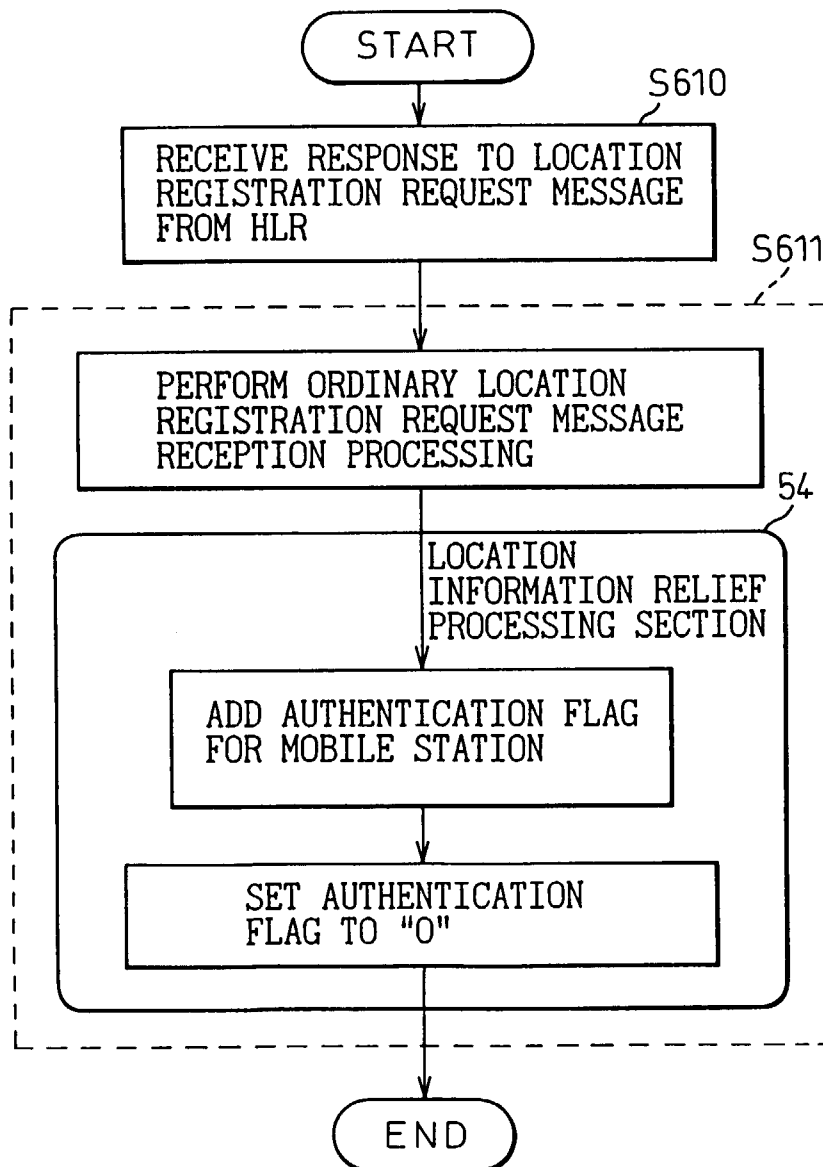 START
S610
RECEIVE RESPONSE TO LOCATION
REGISTRATION REQUEST MESSAGE
FROM HLR
S611
PERFORM ORDINARY LOCATION
REGISTRATION REQUEST MESSAGE
RECEPTION PROCESSING
54
LOCATION
INFORMATION RELIEF
PROCESSING SECTION
ADD AUTHENTICATION FLAG
FOR MOBILE STATION
SET AUTHENTICATION
FLAG TO "0"
END